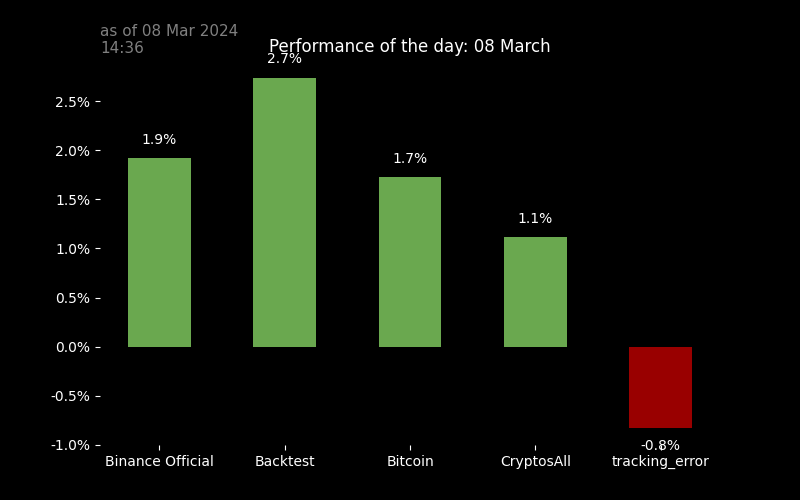 as of 08 Mar 2024
14:36
Performance of the day: 08 March
2.7%
2.5%
1.9%
2.0%
1.7%
1.5%
1.1%
1.0%
0.5%
0.0%
-0.5%
-0.8%
-1.0%
Binance Official
Backtest
Bitcoin
CryptosAll
tracking_error